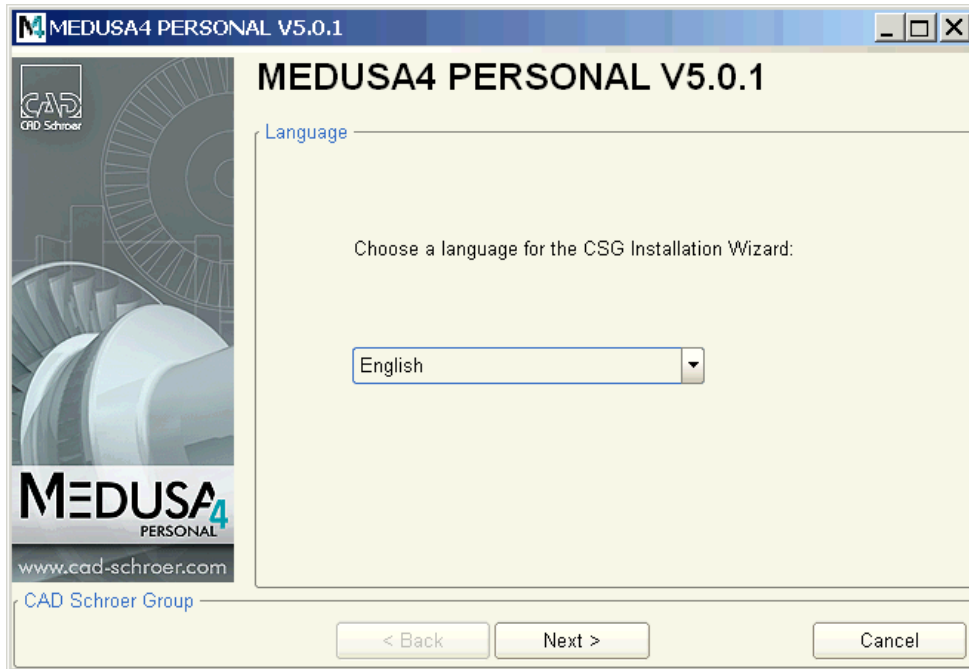 MEDUSA4 PERSONAL V5.0.1
CAD
CAD Schroer
MEDUSA4 PERSONAL V5.0.1
Language
Choose a language for the CSG Installation Wizard:
English
MEDUSA4
PERSONAL
www.cad-schroer.com
CAD Schroer Group
< Back
Next >
Cancel